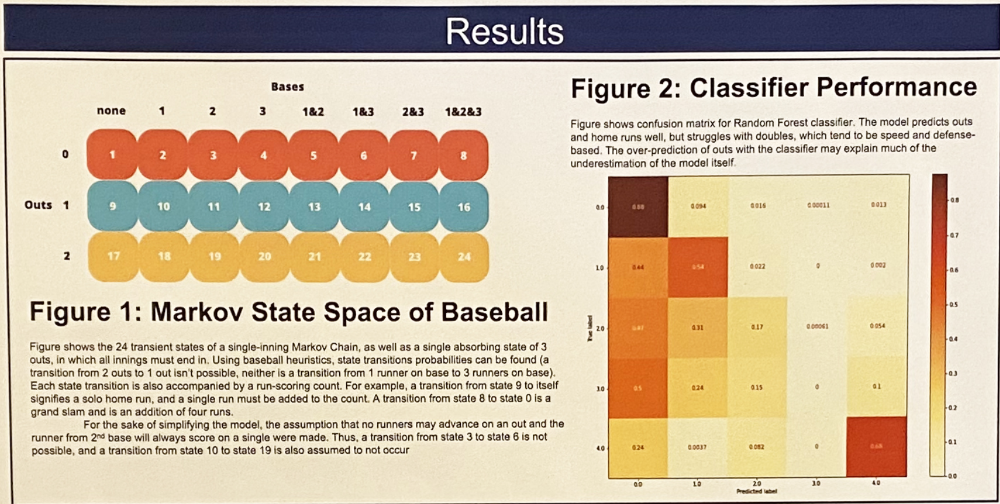 Results
Bases
none 1 2 3 1&2 1&3 2&3 1&2&3
0 1 2 3 4 5 6 7 8
Outs 1 9 10 11 12 13 14 15 16
2 17 18 19 20 21 22 23 24
Figure 1: Markov State Space of Baseball
Figure shows the 24 transient states of a single-inning Markov Chain, as well as a single absorbing state of 3
outs, in which all innings must end in. Using baseball heuristics, state transitions probabilities can be found (a
transition from 2 outs to 1 out isn't possible, neither is a transition from 1 runner on base to 3 runners on base).
Each state transition is also accompanied by a run-scoring count. For example, a transition from state 9 to itself
signifies a solo home run, and a single run must be added to the count. A transition from state 8 to state 0 is a
grand slam and is an addition of four runs.
For the sake of simplifying the model, the assumption that no runners may advance on an out and the
runner from 2nd base will always score on a single were made. Thus, a transition from state 3 to state 6 is not
possible, and a transition from state 10 to state 19 is also assumed to not occur
Figure 2: Classifier Performance
Figure shows confusion matrix for Random Forest classifier. The model predicts outs
and home runs well, but struggles with doubles, which tend to be speed and defense-
based. The over-prediction of outs with the classifier may explain much of the
underestimation of the model itself.
0.0 0.88 0.094 0.016 0.00011 0.013
1.0 0.44 0.54 0.022 0 0.002
True label
2.0 0.31 0.17 0.00061 0.054
3.0 0.5 0.24 0.15 0 0.1
4.0 0.24 0.0037 0.082 0 0.68
0.0 1.0 2.0 3.0 4.0
Predicted label
0.8
0.7
0.6
0.5
0.4
0.3
0.2
0.1
0.0